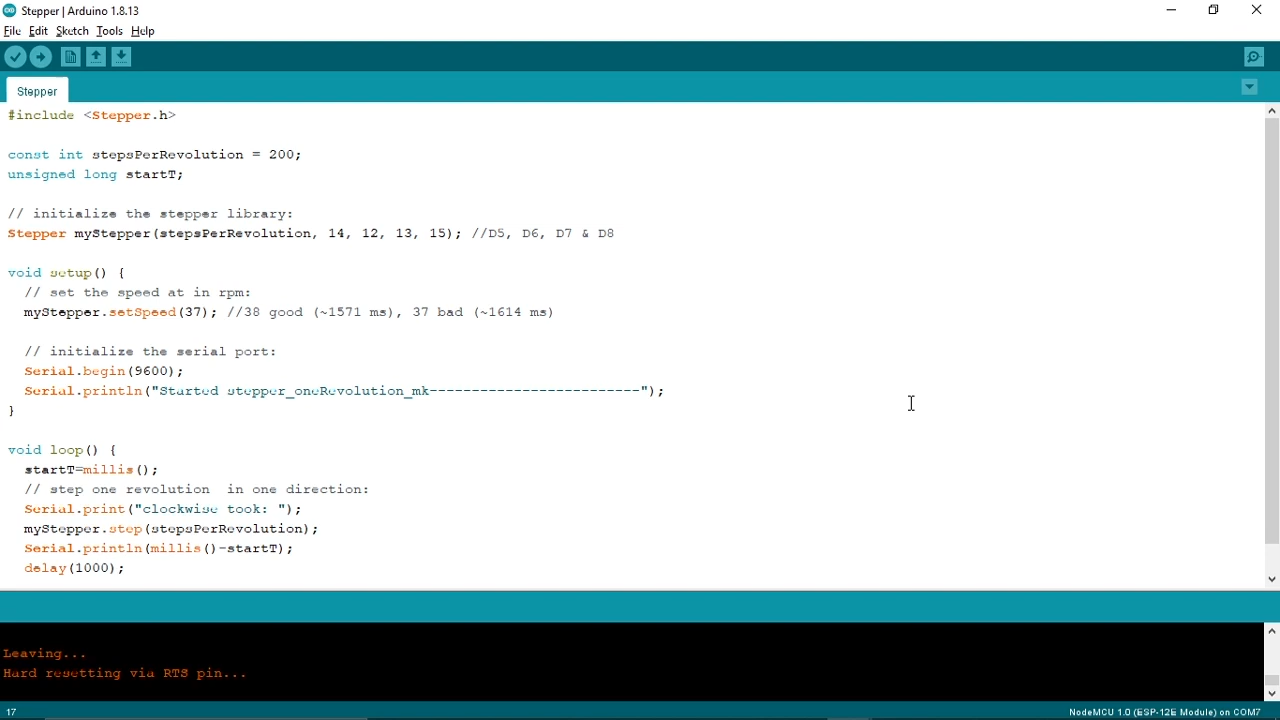 Stepper | Arduino 1.8.13
File Edit Sketch Tools Help
Stepper
#include <Stepper.h>
const int stepsPerRevolution = 200;
unsigned long startT;
// initialize the stepper library:
Stepper myStepper(stepsPerRevolution, 14, 12, 13, 15); //D5, D6, D7 & D8
void setup() {
// set the speed at in rpm:
myStepper.setSpeed(37); //38 good (~1571 ms), 37 bad (~1614 ms)
// initialize the serial port:
Serial.begin(9600);
Serial.println("Started stepper_oneRevolution_mk-------------------------");
}
void loop() {
startT=millis();
// step one revolution  in one direction:
Serial.print("clockwise took: ");
myStepper.step(stepsPerRevolution);
Serial.println(millis()-startT);
delay(1000);
Leaving...
Hard resetting via RTS pin...
17
NodeMCU 1.0 (ESP-12E Module) on COM7